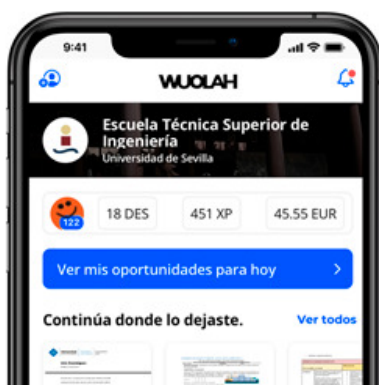 9:41
WUOLAH
Escuela Técnica Superior de
Ingeniería
Universidad de Sevilla
122
18 DES
451 XP
45.55 EUR
Ver mis oportunidades para hoy
Continúa donde lo dejaste.
Ver todos